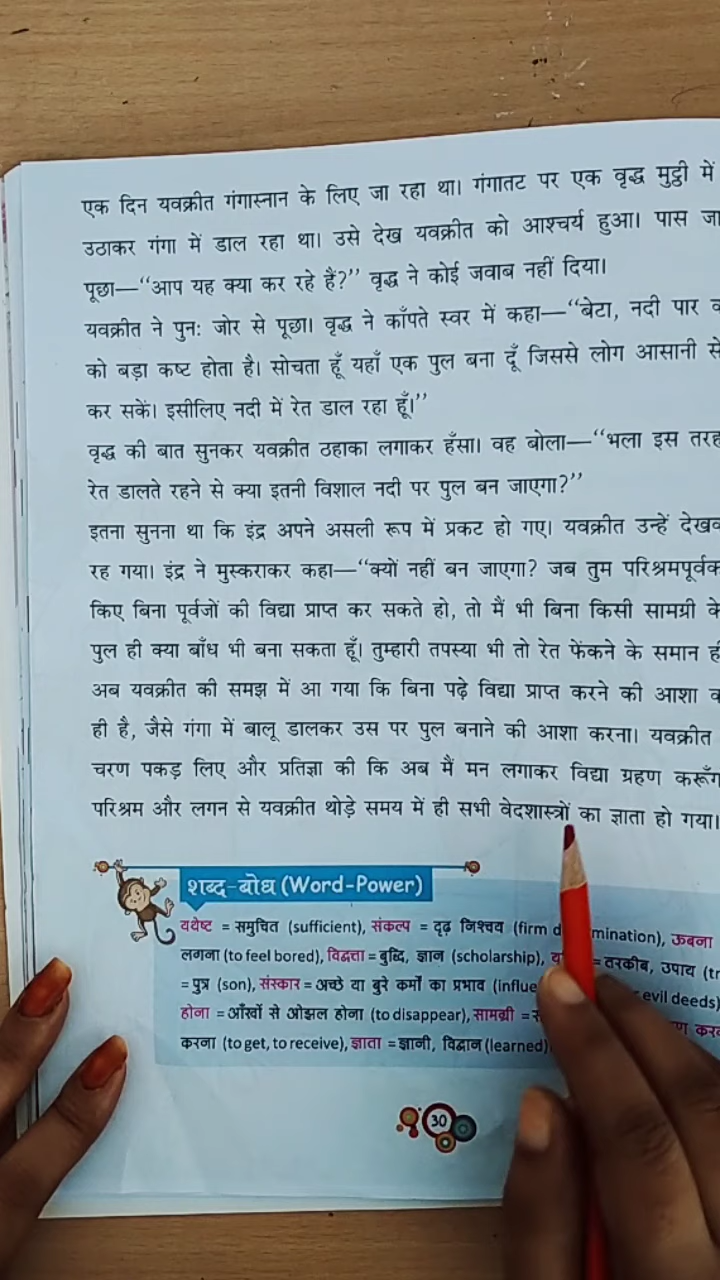 एक दिन यवक्रीत गंगास्नान के लिए जा रहा था। गंगातट पर एक वृद्ध मुट्ठी में
उठाकर गंगा में डाल रहा था। उसे देख यवक्रीत को आश्चर्य हुआ। पास जा
पूछा—“आप यह क्या कर रहे हैं?” वृद्ध ने कोई जवाब नहीं दिया।
यवक्रीत ने पुनः जोर से पूछा। वृद्ध ने काँपते स्वर में कहा—“बेटा, नदी पार
को बड़ा कष्ट होता है। सोचता हूँ यहाँ एक पुल बना दूँ जिससे लोग आसानी से
कर सकें। इसीलिए नदी में रेत डाल रहा हूँ।”
वृद्ध की बात सुनकर यवक्रीत ठहाका लगाकर हँसा। वह बोला—“भला इस तरह
रेत डालते रहने से क्या इतनी विशाल नदी पर पुल बन जाएगा?”
इतना सुनना था कि इंद्र अपने असली रूप में प्रकट हो गए। यवक्रीत उन्हें
रह गया। इंद्र ने मुस्कराकर कहा—“क्यों नहीं बन जाएगा? जब तुम परिश्रमपूर्वक
किए बिना पूर्वजों की विद्या प्राप्त कर सकते हो, तो मैं भी बिना किसी सामग्री के
पुल ही क्या बाँध भी बना सकता हूँ। तुम्हारी तपस्या भी तो रेत फेंकने के समान ही
अब यवक्रीत की समझ में आ गया कि बिना पढ़े विद्या प्राप्त करने की आशा
ही है, जैसे गंगा में बालू डालकर उस पर पुल बनाने की आशा करना। यवक्रीत
चरण पकड़ लिए और प्रतिज्ञा की कि अब मैं मन लगाकर विद्या ग्रहण
परिश्रम और लगन से यवक्रीत थोड़े समय में ही सभी वेदशास्त्रों का ज्ञाता हो गया।
शब्द-बोध (Word-Power)
यथेष्ट = समुचित (sufficient), संकल्प = दृढ़ निश्चय (firm mination), ऊबना
लगना (to feel bored), विद्वत्ता = बुद्धि, ज्ञान (scholarship), = तरकीब, उपाय
= पुत्र (son), संस्कार = अच्छे या बुरे कर्मों का प्रभाव evil deeds)
होना = आँखों से ओझल होना (to disappear), सामग्री =
करना (to get, to receive), ज्ञाता = ज्ञानी, विद्वान (learned)
30